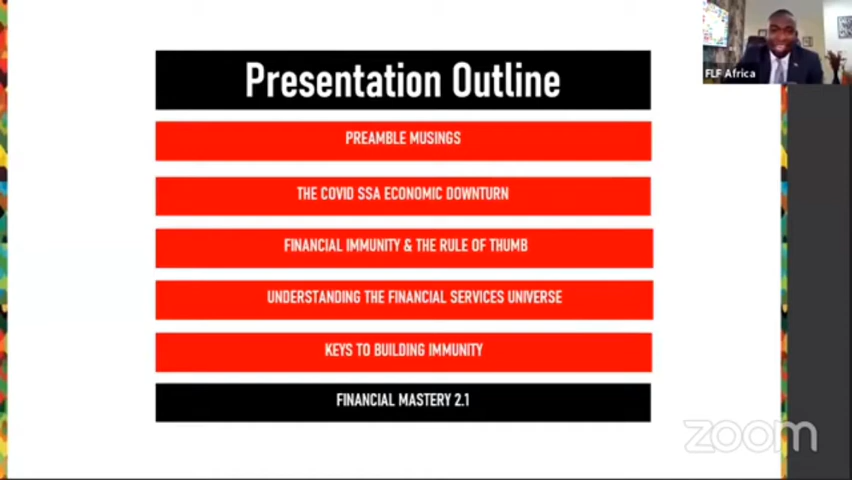 Presentation Outline
FLF Africa
PREAMBLE MUSINGS
THE COVID SSA ECONOMIC DOWNTURN
FINANCIAL IMMUNITY & THE RULE OF THUMB
UNDERSTANDING THE FINANCIAL SERVICES UNIVERSE
KEYS TO BUILDING IMMUNITY
FINANCIAL MASTERY 2.1
zoom